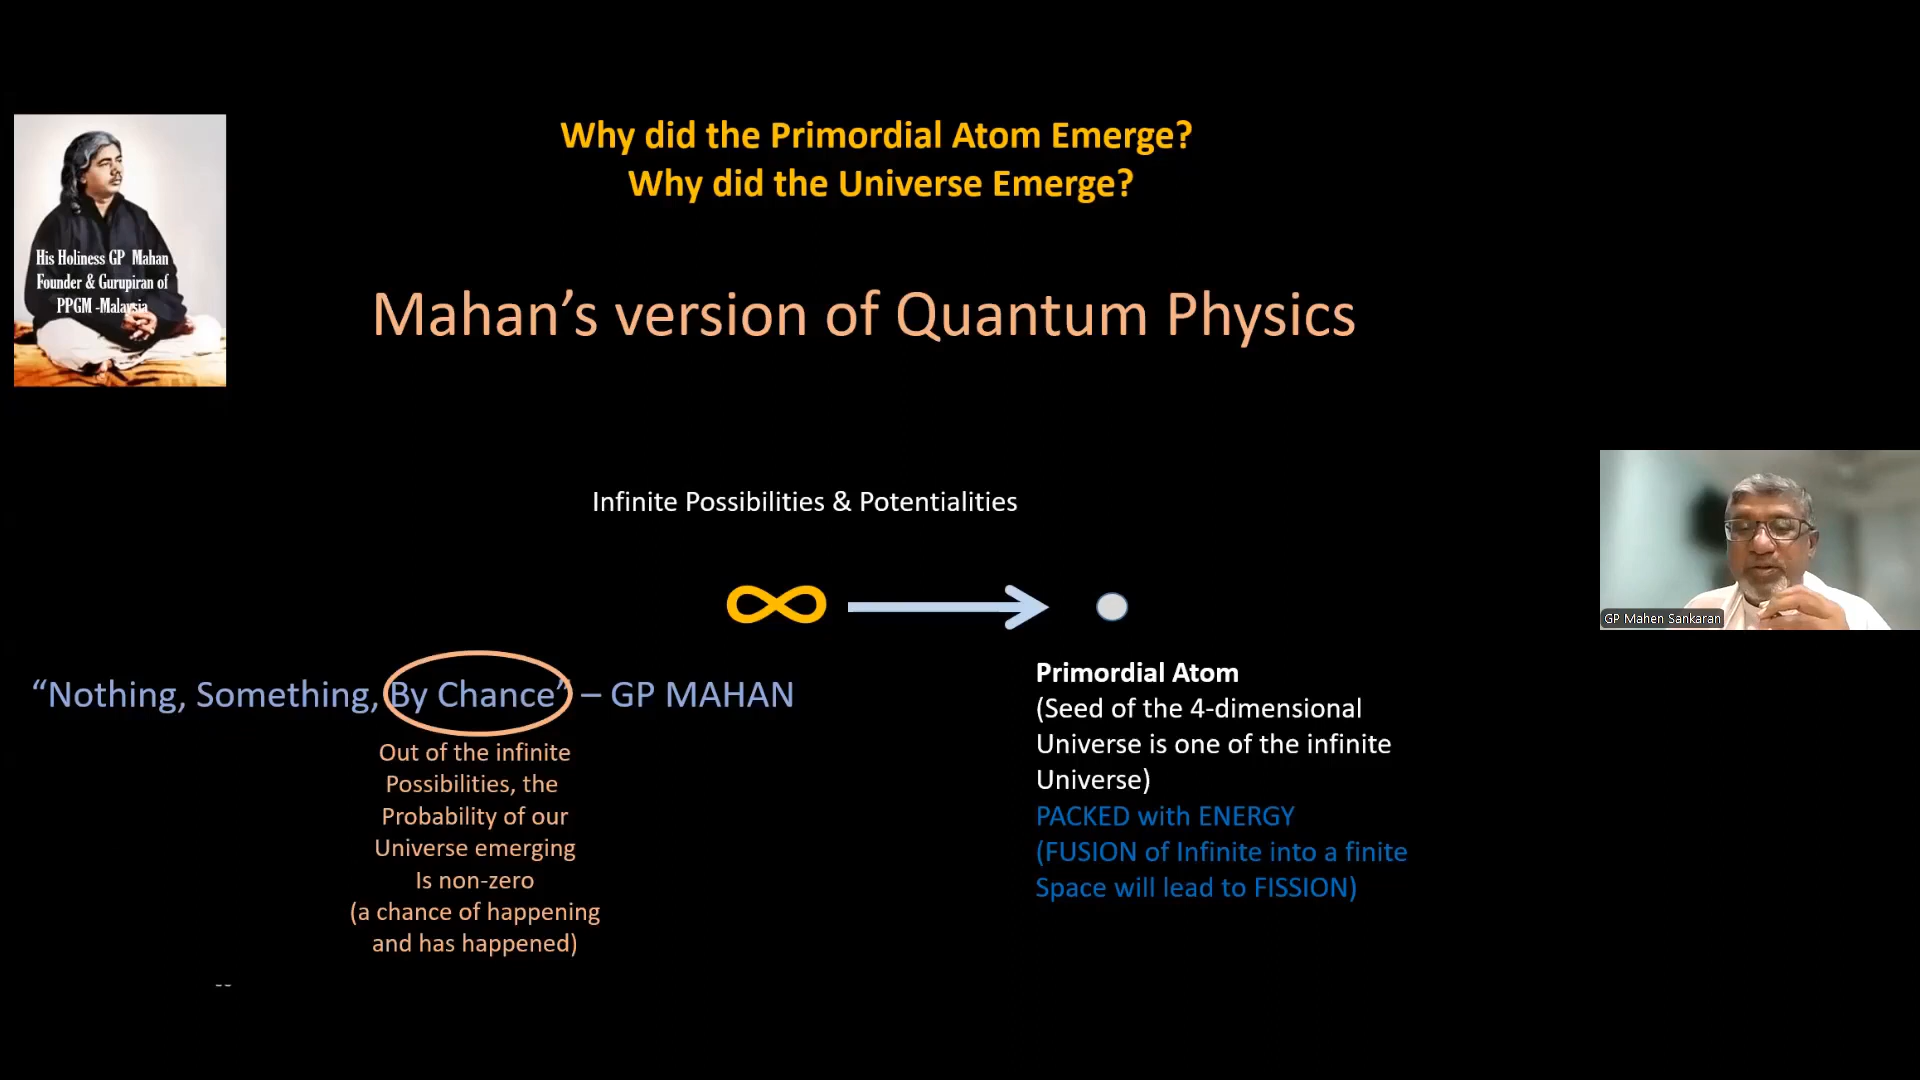 Why did the Primordial Atom Emerge?
Why did the Universe Emerge?
His Holiness GP Mahan
Founder & Gurupiran of
PPGM -Malaysia
Mahan’s version of Quantum Physics
Infinite Possibilities & Potentialities
∞
GP Mahen Sankaran
“Nothing, Something, By Chance” – GP MAHAN
Out of the infinite
Possibilities, the
Probability of our
Universe emerging
Is non-zero
(a chance of happening
and has happened)
Primordial Atom
(Seed of the 4-dimensional
Universe is one of the infinite
Universe)
PACKED with ENERGY
(FUSION of Infinite into a finite
Space will lead to FISSION)
--